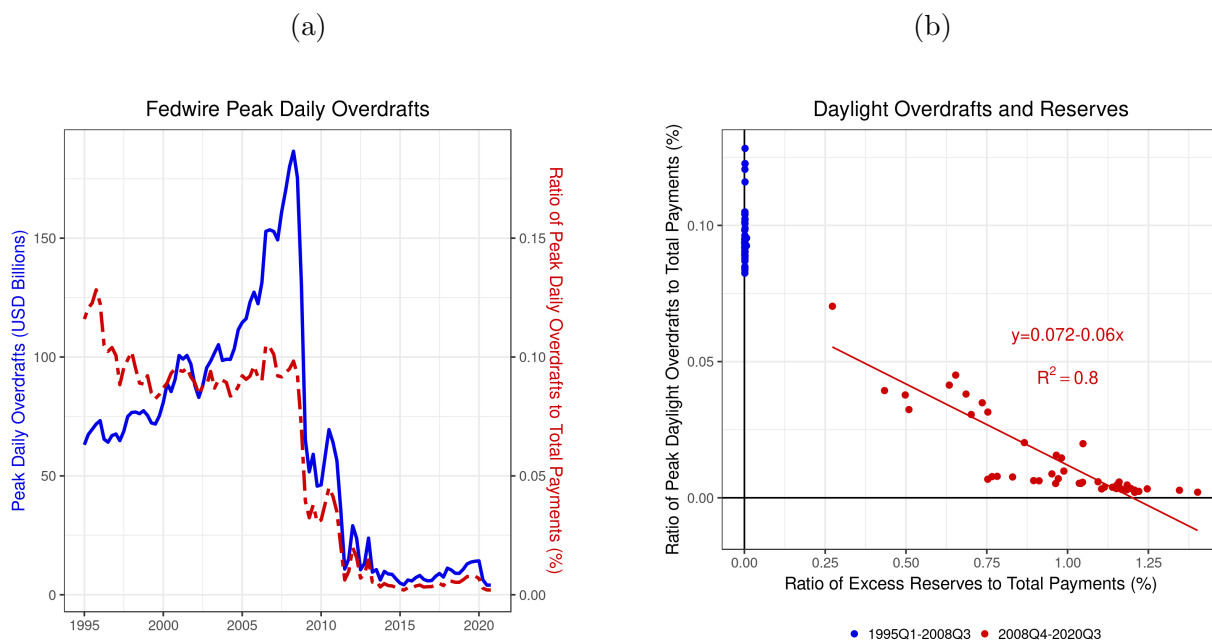 (a)
Fedwire Peak Daily Overdrafts
Peak Daily Overdrafts (USD Billions)
150
100
50
0
0.15
0.10
0.05
0.00
Ratio of Peak Daily Overdrafts to Total Payments (%)
1995
2000
2005
2010
2015
2020
(b)
Daylight Overdrafts and Reserves
Ratio of Peak Daylight Overdrafts to Total Payments (%)
0.10
0.05
0.00
y=0.072-0.06x
R² = 0.8
0.00
0.25
0.50
0.75
1.00
1.25
Ratio of Excess Reserves to Total Payments (%)
1995Q1-2008Q3
2008Q4-2020Q3